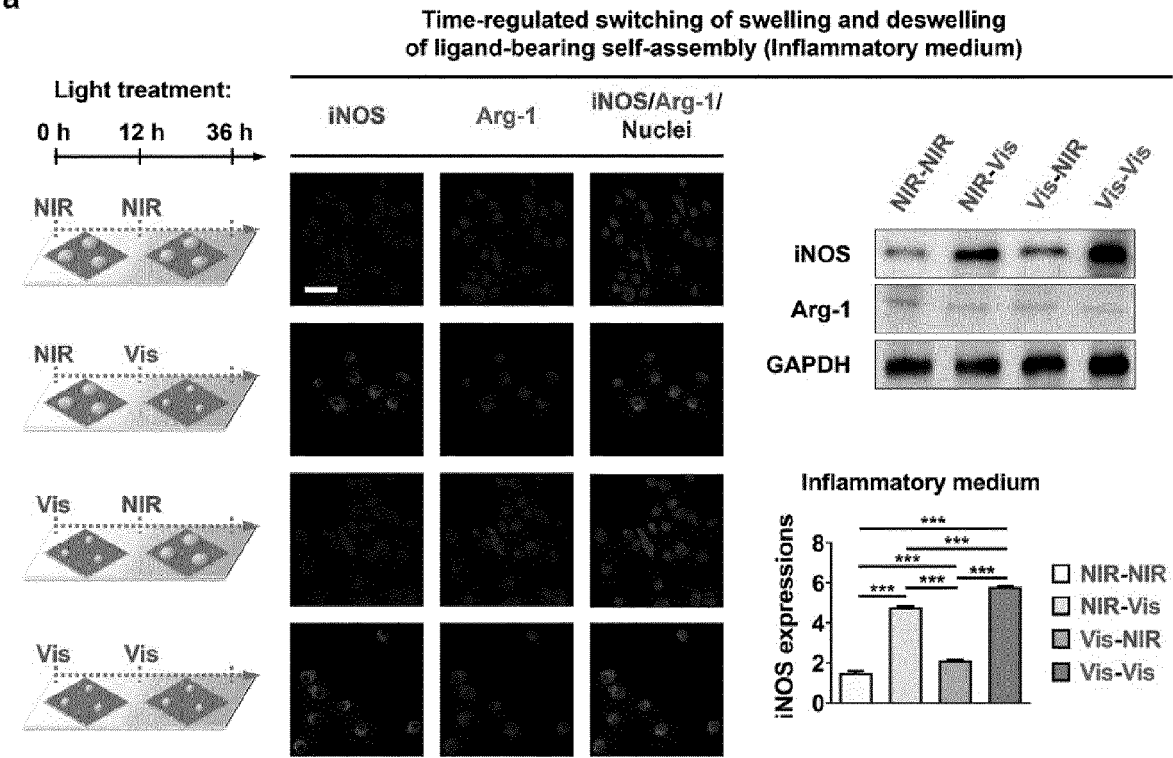 a
Time-regulated switching of swelling and deswelling
of ligand-bearing self-assembly (Inflammatory medium)
Light treatment:
0 h 12 h 36 h
iNOS
Arg-1
iNOS/Arg-1/
Nuclei
NIR NIR
NIR Vis
Vis NIR
Vis Vis
NIR-NIR
NIR-Vis
Vis-NIR
Vis-Vis
iNOS
Arg-1
GAPDH
Inflammatory medium
iNOS expressions
8
6
4
2
0
***
***
***
***
***
***
NIR-NIR
NIR-Vis
Vis-NIR
Vis-Vis